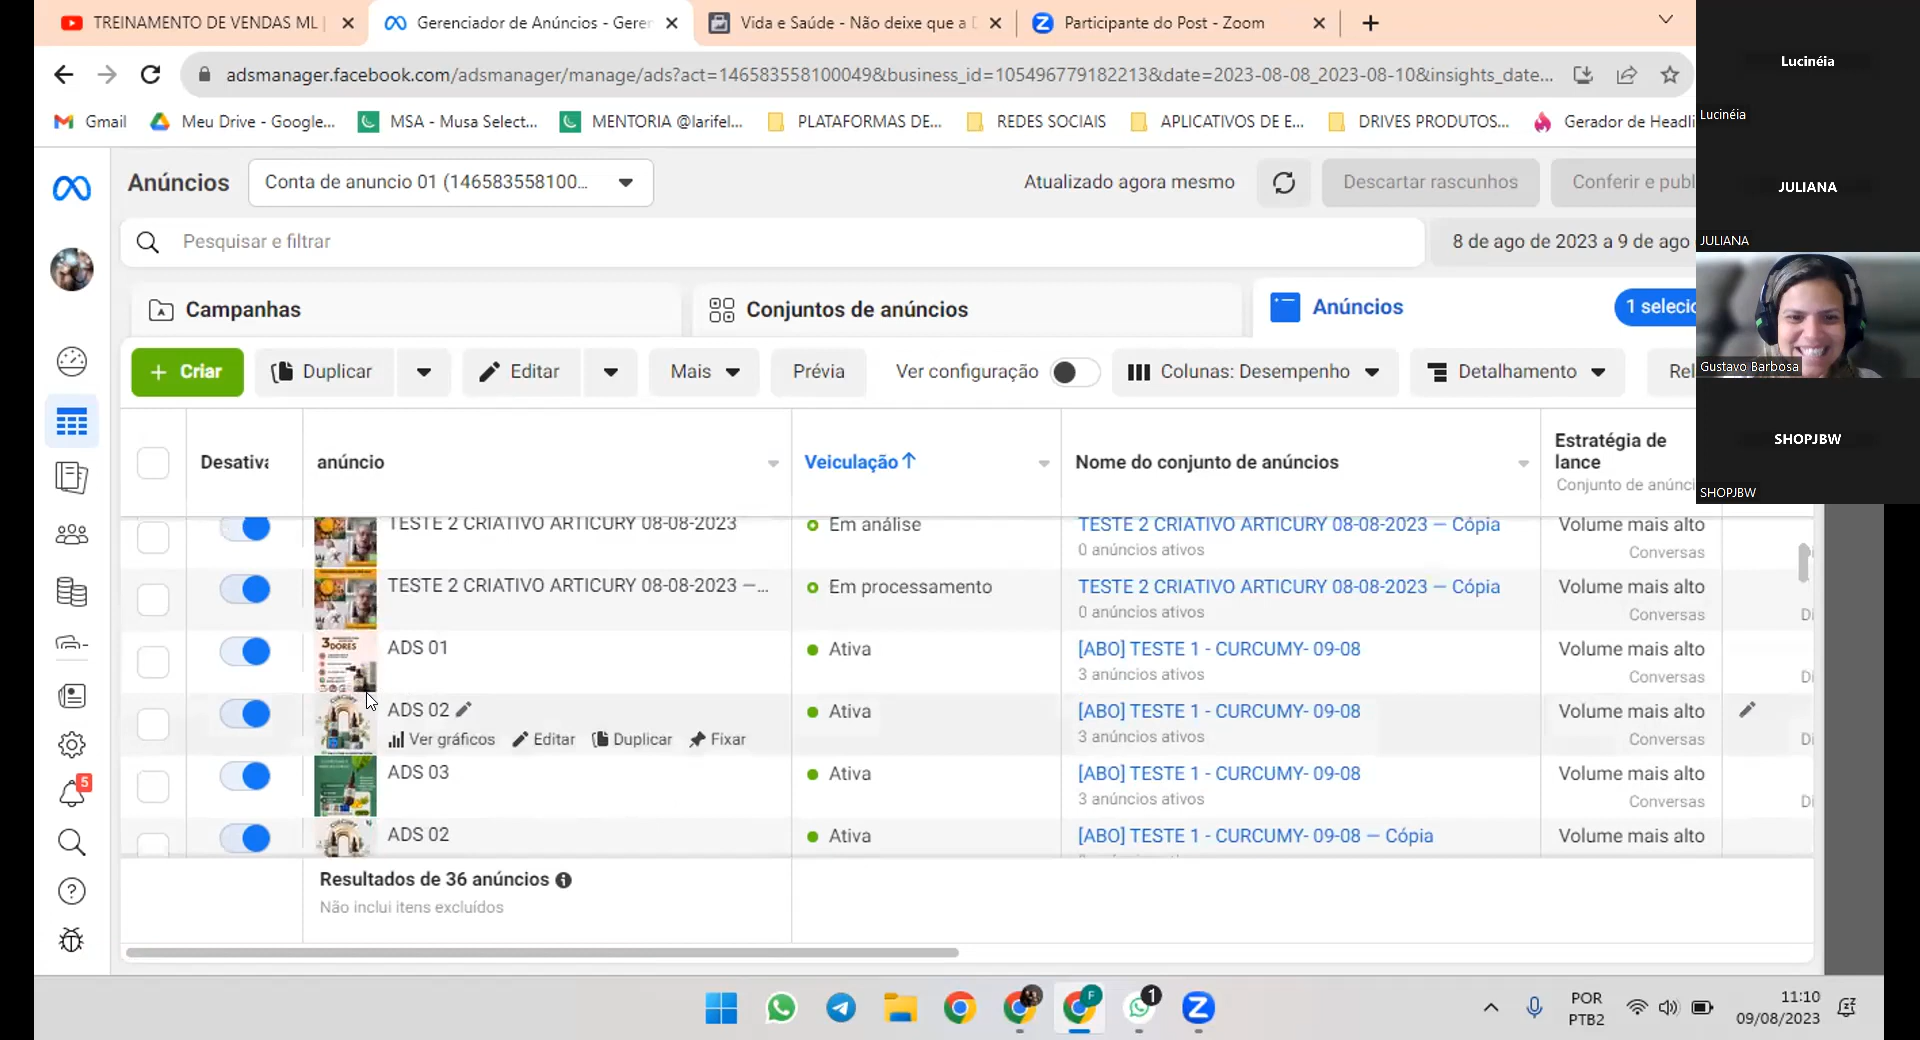 TREINAMENTO DE VENDAS ML |
Gerenciador de Anúncios - Geren
Vida e Saúde - Não deixe que a D
Participante do Post - Zoom
adsmanager.facebook.com/adsmanager/manage/ads?act=146583558100049&business_id=105496779182213&date=2023-08-08_2023-08-10&insights_date...
Gmail
Meu Drive - Google...
MSA - Musa Select...
MENTORIA @larifel...
PLATAFORMAS DE...
REDES SOCIAIS
APLICATIVOS DE E...
DRIVES PRODUTOS...
Gerador de Headli
Lucinéia
Lucinéia
JULIANA
JULIANA
Gustavo Barbosa
SHOPJBW
SHOPJBW
Anúncios
Conta de anuncio 01 (146583558100...
Atualizado agora mesmo
Descartar rascunhos
Conferir e publ
Pesquisar e filtrar
8 de ago de 2023 a 9 de ago
Campanhas
Conjuntos de anúncios
Anúncios
1 selecio
+ Criar
Duplicar
Editar
Mais
Prévia
Ver configuração
Colunas: Desempenho
Detalhamento
Rel
Desativa
anúncio
Veiculação↑
Nome do conjunto de anúncios
Estratégia de
lance
Conjunto de anúnci
TESTE 2 CRIATIVO ARTICURY 08-08-2023
Em análise
TESTE 2 CRIATIVO ARTICURY 08-08-2023 — Cópia
0 anúncios ativos
Volume mais alto
Conversas
TESTE 2 CRIATIVO ARTICURY 08-08-2023 —...
Em processamento
TESTE 2 CRIATIVO ARTICURY 08-08-2023 — Cópia
0 anúncios ativos
Volume mais alto
Conversas
Di
3 DORES
ADS 01
Ativa
[ABO] TESTE 1 - CURCUMY- 09-08
3 anúncios ativos
Volume mais alto
Conversas
Di
ADS 02
Ver gráficos
Editar
Duplicar
Fixar
Ativa
[ABO] TESTE 1 - CURCUMY- 09-08
3 anúncios ativos
Volume mais alto
Conversas
Di
ADS 03
Ativa
[ABO] TESTE 1 - CURCUMY- 09-08
3 anúncios ativos
Volume mais alto
Conversas
Di
ADS 02
Ativa
[ABO] TESTE 1 - CURCUMY- 09-08 — Cópia
Volume mais alto
Resultados de 36 anúncios
Não inclui itens excluídos
5
F
1
POR
PTB2
11:10
09/08/2023